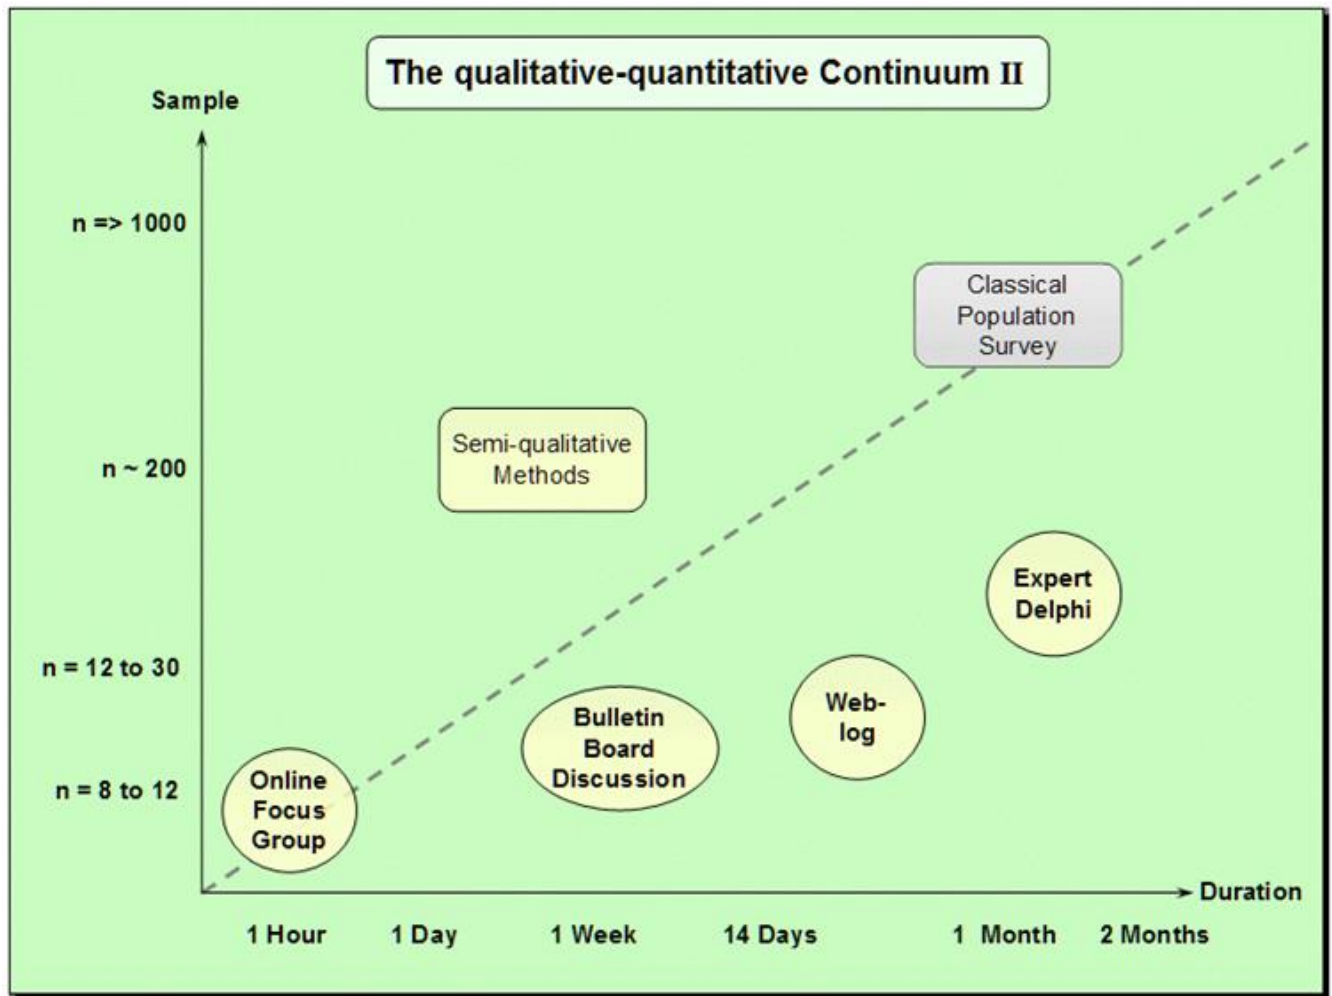 The qualitative-quantitative Continuum II
Sample
n => 1000
Classical
Population
Survey
Semi-qualitative
Methods
n ~ 200
Expert
Delphi
n = 12 to 30
Web-
log
Bulletin
Board
Discussion
n = 8 to 12
Online
Focus
Group
Duration
1 Hour
1 Day
1 Week
14 Days
1 Month
2 Months